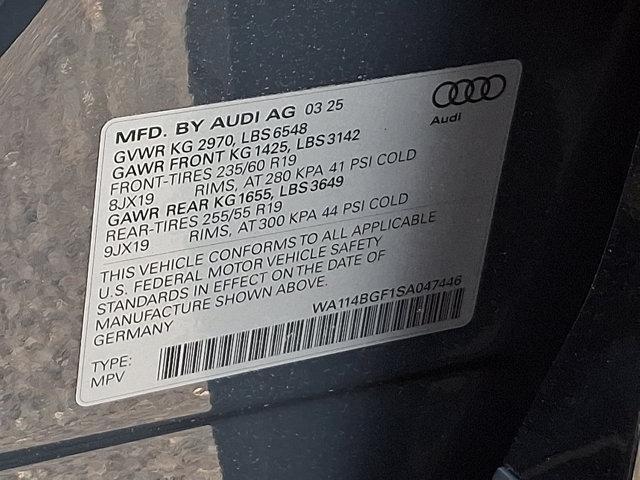 MFD. BY AUDI AG 03 25
Audi
GVWR KG 2970, LBS 6548
GAWR FRONT KG 1425, LBS 3142
FRONT-TIRES 235/60 R19
8JX19 RIMS, AT 280 KPA 41 PSI COLD
GAWR REAR KG 1655, LBS 3649
REAR-TIRES 255/55 R19
9JX19 RIMS, AT 300 KPA 44 PSI COLD
THIS VEHICLE CONFORMS TO ALL APPLICABLE
U.S. FEDERAL MOTOR VEHICLE SAFETY
STANDARDS IN EFFECT ON THE DATE OF
MANUFACTURE SHOWN ABOVE.
GERMANY
WA114BGF1SA047446
TYPE:
MPV